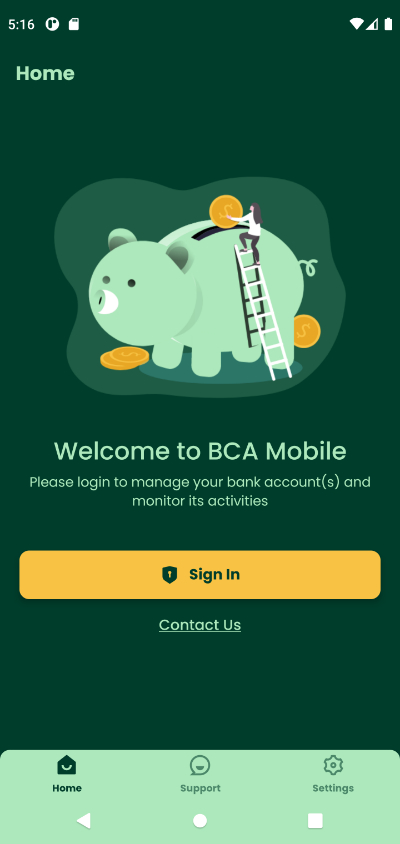 5:16
Home
Welcome to BCA Mobile
Please login to manage your bank account(s) and
monitor its activities
Sign In
Contact Us
Home
Support
Settings